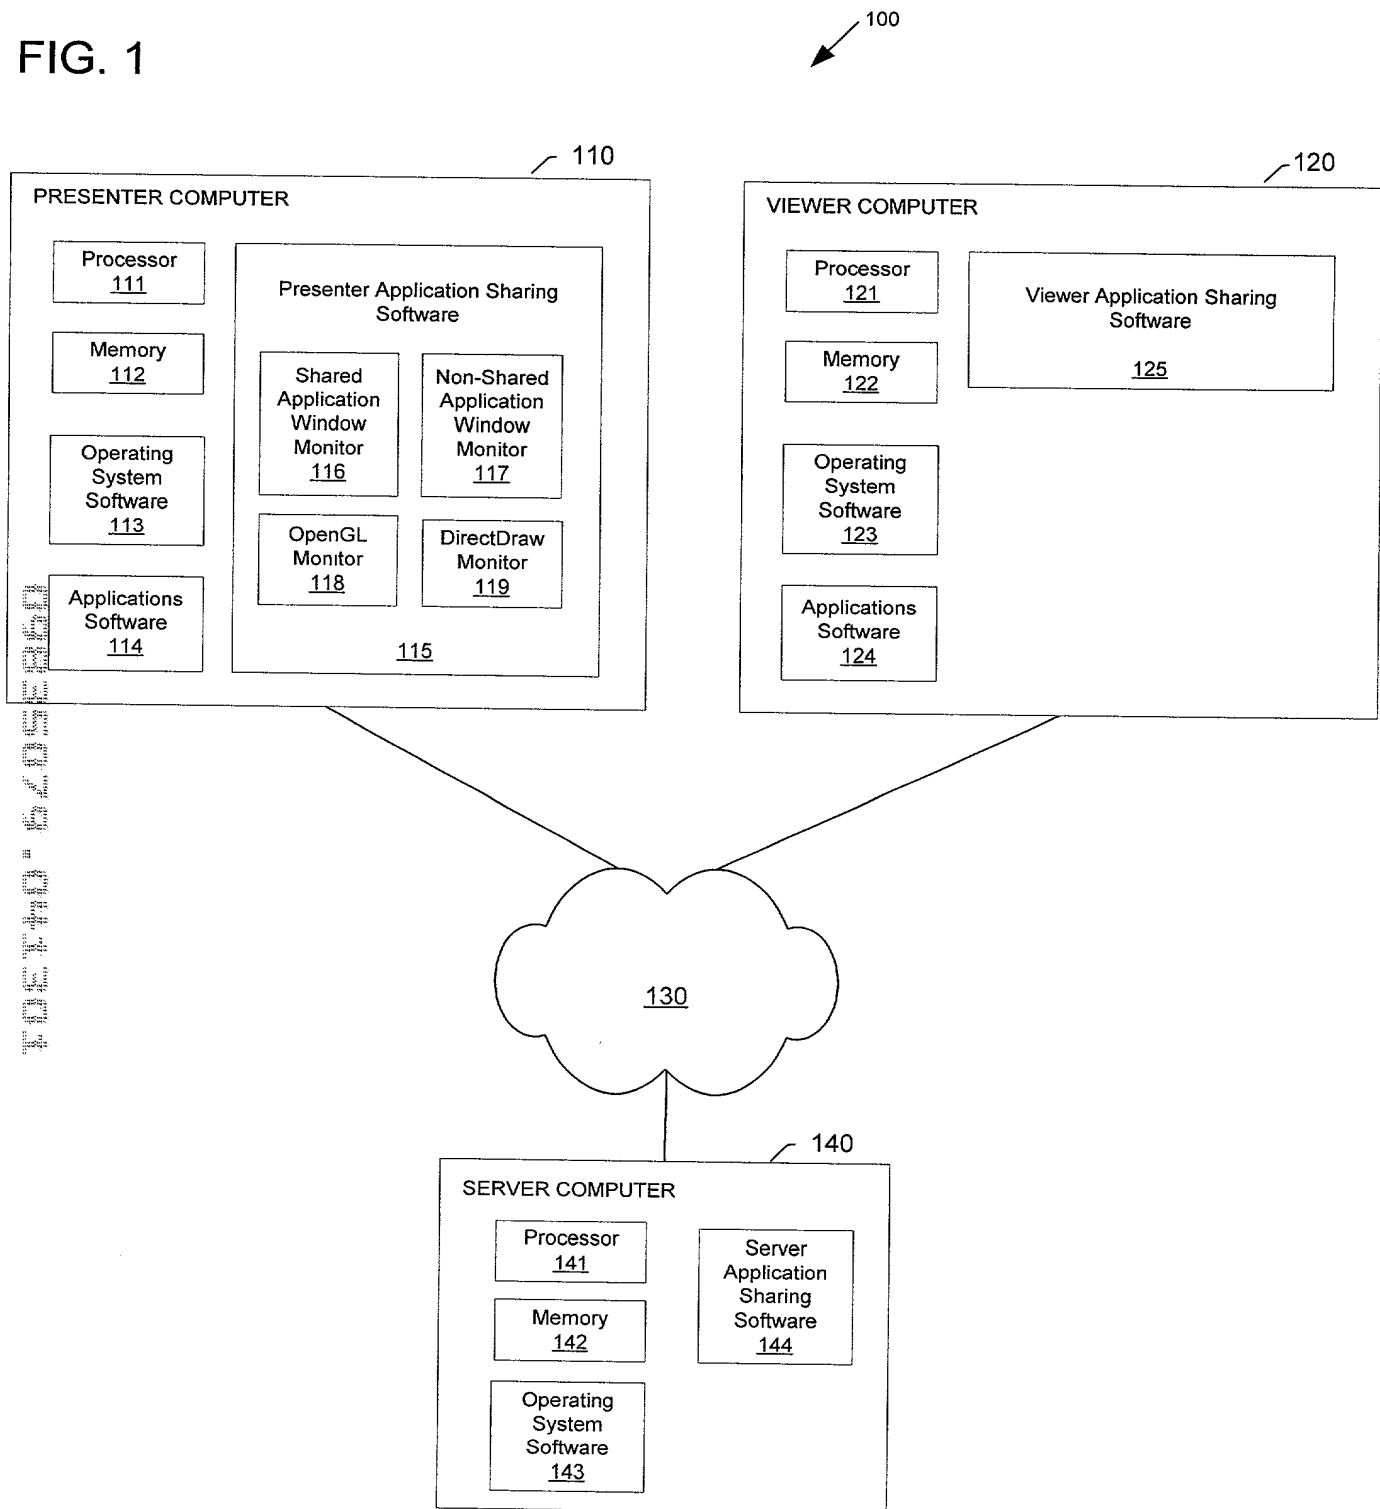 FIG. 1
100
110
PRESENTER COMPUTER
Processor
111
Memory
112
Operating
System
Software
113
Applications
Software
114
Presenter Application Sharing
Software
Shared
Application
Window
Monitor
116
Non-Shared
Application
Window
Monitor
117
OpenGL
Monitor
118
DirectDraw
Monitor
119
115
120
VIEWER COMPUTER
Processor
121
Memory
122
Operating
System
Software
123
Applications
Software
124
Viewer Application Sharing
Software
125
130
140
SERVER COMPUTER
Processor
141
Memory
142
Operating
System
Software
143
Server
Application
Sharing
Software
144